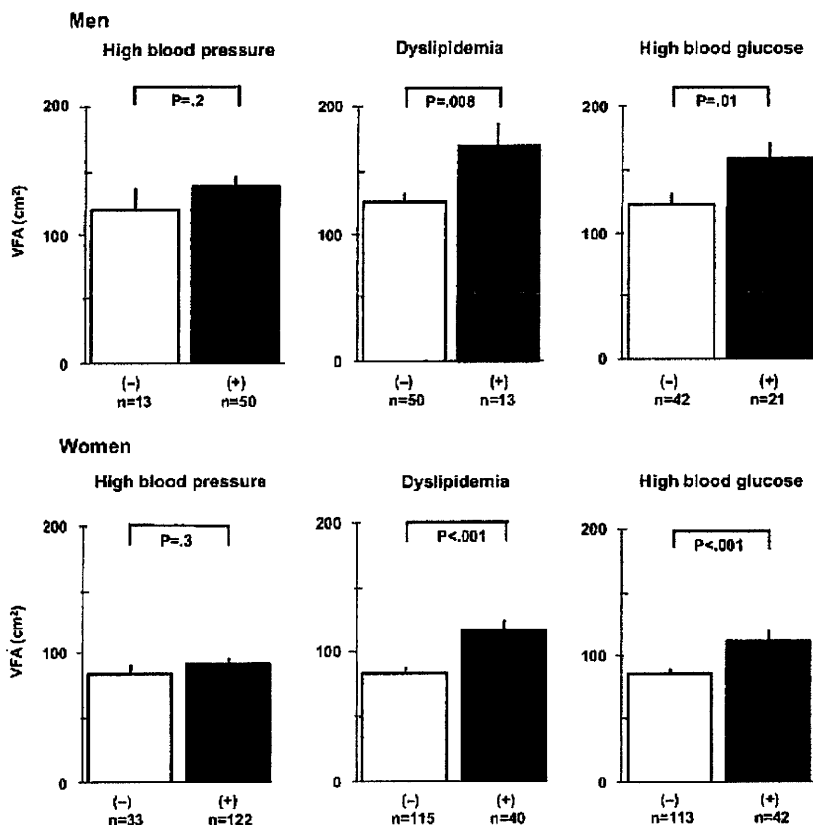 Men
High blood pressure
Dyslipidemia
High blood glucose
VFA (cm²)
200
100
0
P=.2
(−)
n=13
(+)
n=50
200
100
0
P=.008
(−)
n=50
(+)
n=13
200
100
0
P=.01
(−)
n=42
(+)
n=21
Women
High blood pressure
Dyslipidemia
High blood glucose
VFA (cm²)
200
100
0
P=.3
(−)
n=33
(+)
n=122
200
100
0
P<.001
(−)
n=115
(+)
n=40
200
100
0
P<.001
(−)
n=113
(+)
n=42